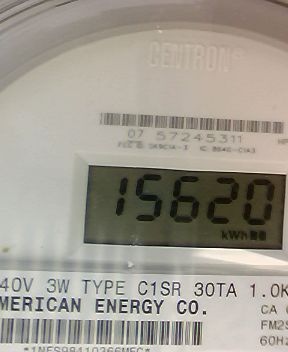 CENTRON®
07 57245311
15620
kWh
40V 3W TYPE C1SR 30TA 1.0K
MERICAN ENERGY CO.
CA
FM2S
60Hz